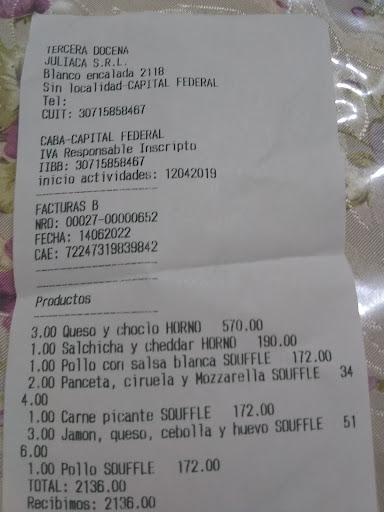 TERCERA DOCENA
JULIACA S.R.L.
Blanco encalada 2118
Sin localidad-CAPITAL FEDERAL
Tel:
CUIT: 30715858467
CABA-CAPITAL FEDERAL
IVA Responsable Inscripto
IIBB: 30715858467
inicio actividades: 12042019
--------------------
FACTURAS B
NRO: 00027-00000652
FECHA: 14062022
CAE: 72247319839842
--------------------
--------------------
Productos
--------------------
3.00 Queso y choclo HORNO 570.00
1.00 Salchicha y cheddar HORNO 190.00
1.00 Pollo con salsa blanca SOUFFLE 172.00
2.00 Panceta, ciruela y Mozzarella SOUFFLE 34
4.00
1.00 Carne picante SOUFFLE 172.00
3.00 Jamon, queso, cebolla y huevo SOUFFLE 51
6.00
1.00 Pollo SOUFFLE 172.00
TOTAL: 2136.00
Recibimos: 2136.00